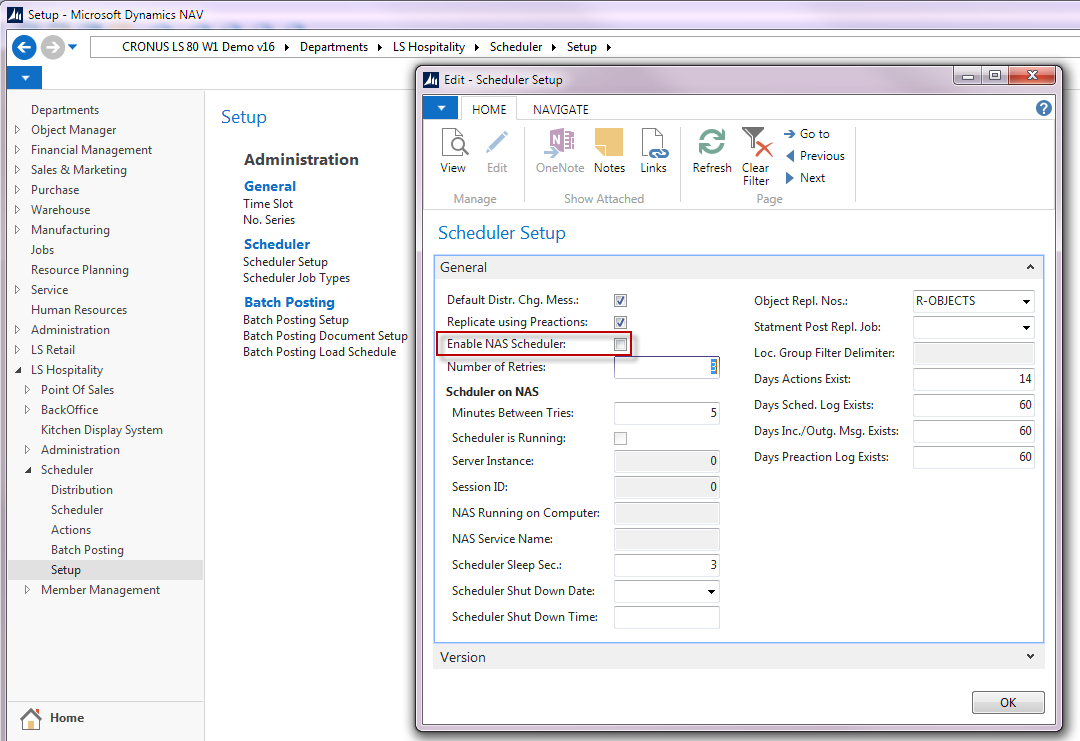 Setup - Microsoft Dynamics NAV
CRONUS LS 80 W1 Demo v16 Departments LS Hospitality Scheduler Setup
Departments
Object Manager
Financial Management
Sales & Marketing
Purchase
Warehouse
Manufacturing
Jobs
Resource Planning
Service
Human Resources
Administration
LS Retail
LS Hospitality
Point Of Sales
BackOffice
Kitchen Display System
Administration
Scheduler
Distribution
Scheduler
Actions
Batch Posting
Setup
Member Management
Home
Setup
Administration
General
Time Slot
No. Series
Scheduler
Scheduler Setup
Scheduler Job Types
Batch Posting
Batch Posting Setup
Batch Posting Document Setup
Batch Posting Load Schedule
Edit - Scheduler Setup
HOME NAVIGATE
View Edit OneNote Notes Links Refresh Clear Filter
Go to
Previous
Next
Manage Show Attached Page
Scheduler Setup
General
Default Distr. Chg. Mess.:
Replicate using Preactions:
Enable NAS Scheduler:
Number of Retries: 3
Schduler on NAS
Minutes Between Tries: 5
Scheduler is Running:
Server Instance: 0
Session ID: 0
NAS Running on Computer:
NAS Service Name:
Scheduler Sleep Sec.: 3
Scheduler Shut Down Date:
Scheduler Shut Down Time:
Object Repl. Nos.: R-OBJECTS
Statment Post Repl. Job:
Loc. Group Filter Delimiter:
Days Actions Exist: 14
Days Sched. Log Exists: 60
Days Inc./Outg. Msg. Exists: 60
Days Preaction Log Exists: 60
Version
OK